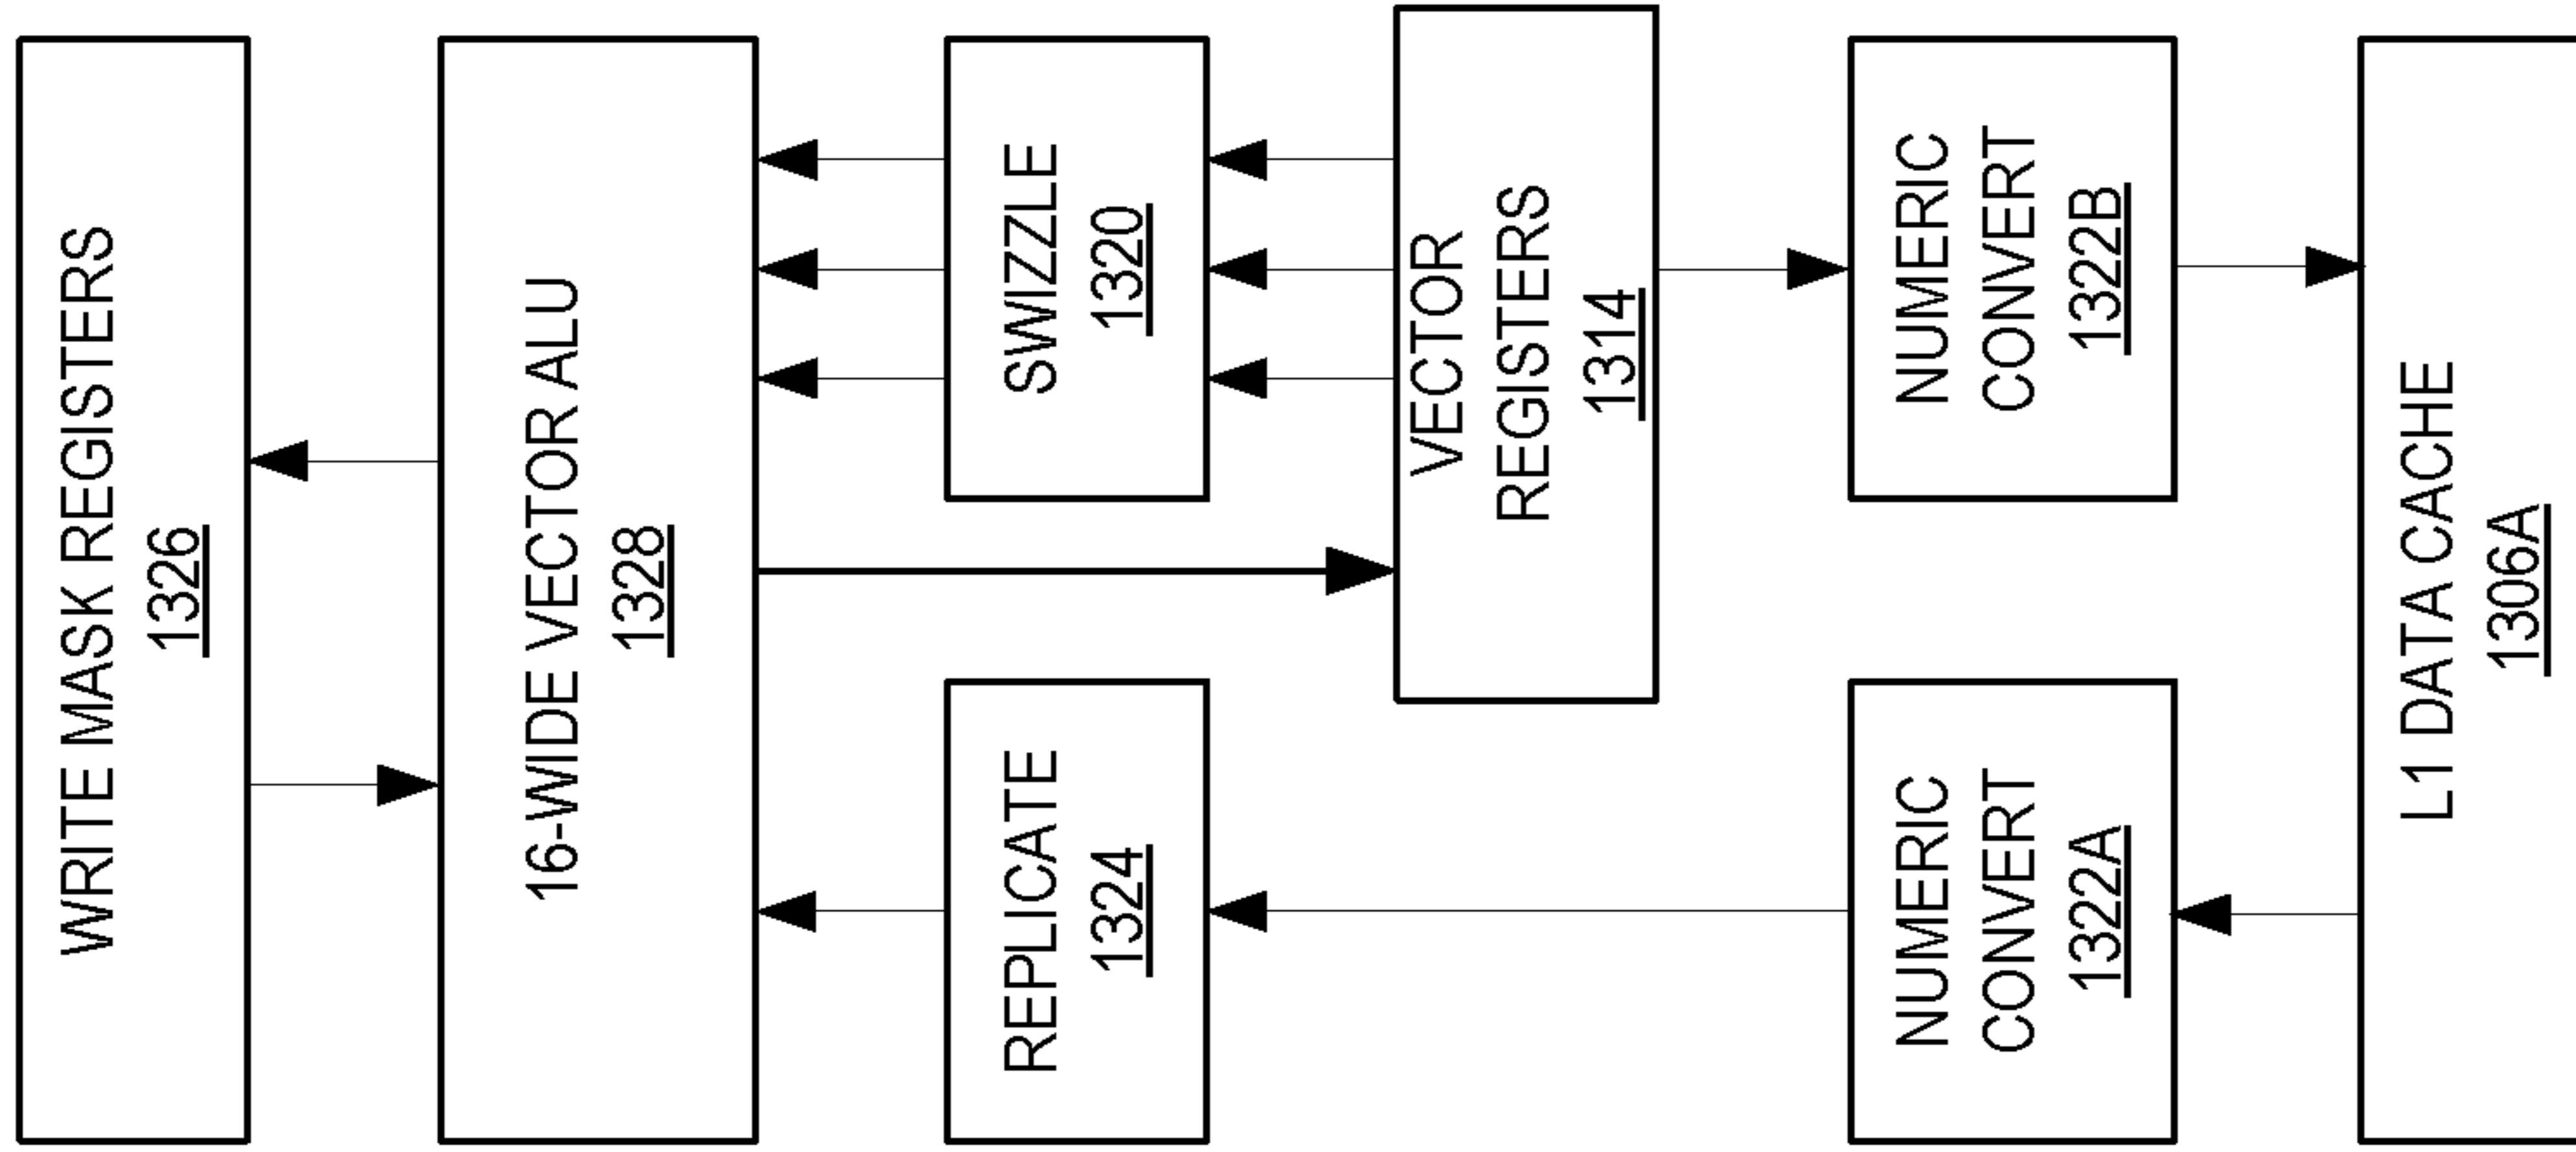 WRITE MASK REGISTERS
1326
16-WIDE VECTOR ALU
1328
REPLICATE
1324
SWIZZLE
1320
VECTOR
REGISTERS
1314
NUMERIC
CONVERT
1322A
NUMERIC
CONVERT
1322B
L1 DATA CACHE
1306A